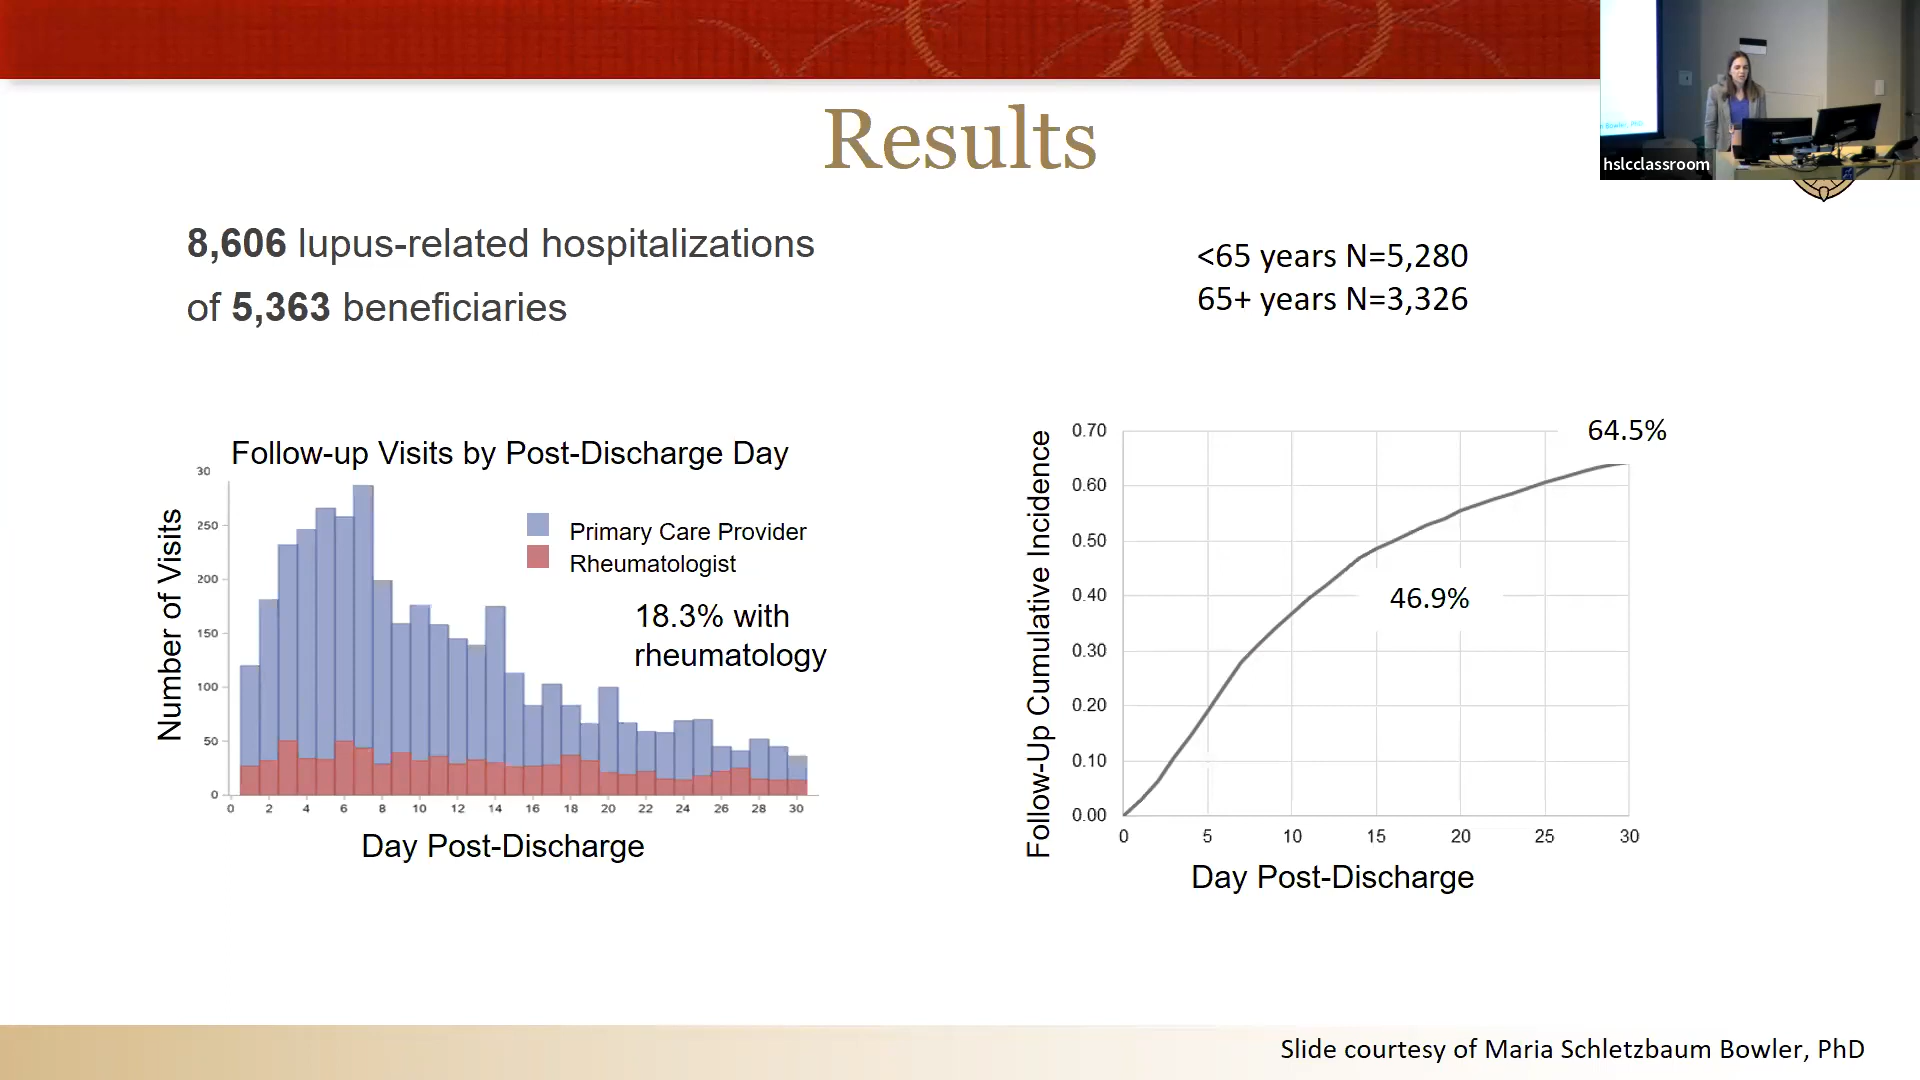 Results
hslcclassroom
8,606 lupus-related hospitalizations
of 5,363 beneficiaries
<65 years N=5,280
65+ years N=3,326
Follow-up Visits by Post-Discharge Day
Number of Visits
30
250
200
150
100
50
0
Primary Care Provider
Rheumatologist
18.3% with
rheumatology
0 2 4 6 8 10 12 14 16 18 20 22 24 26 28 30
Day Post-Discharge
Follow-Up Cumulative Incidence
0.70
0.60
0.50
0.40
0.30
0.20
0.10
0.00
64.5%
46.9%
0 5 10 15 20 25 30
Day Post-Discharge
Slide courtesy of Maria Schletzbaum Bowler, PhD